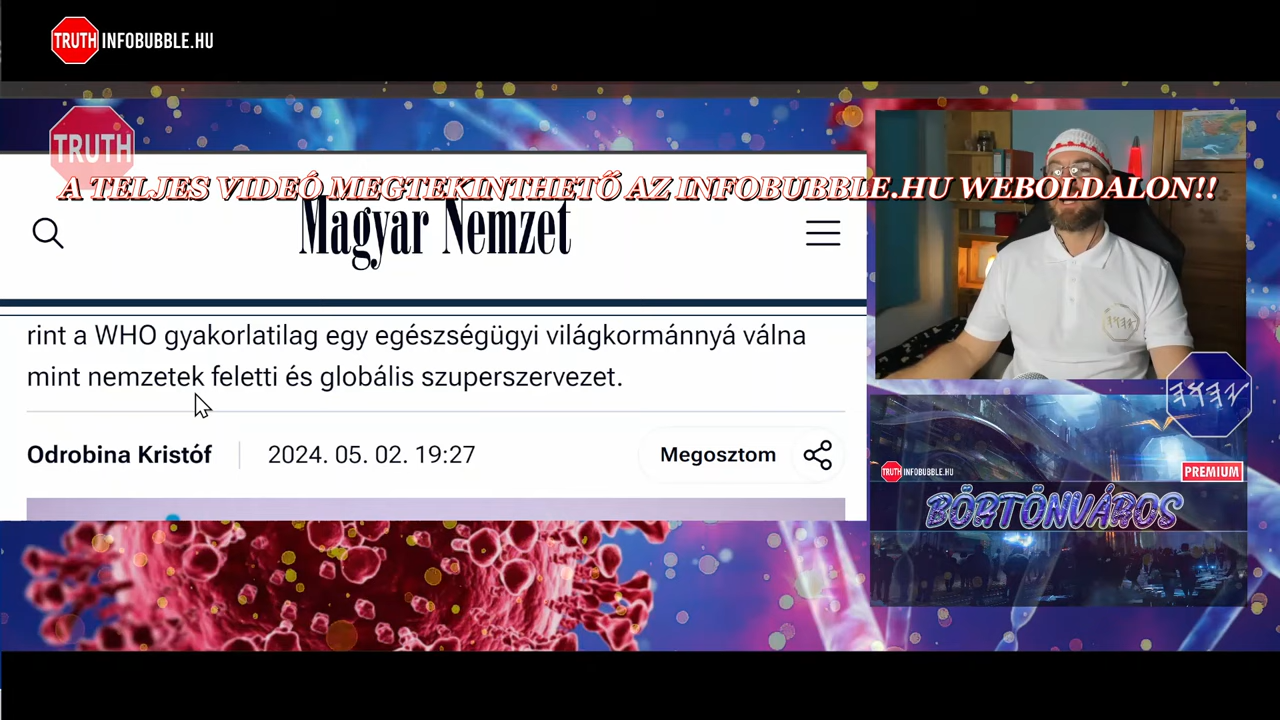 TRUTH INFOBUBBLE.HU
TRUTH
A TELJES VIDEÓ MEGTEKINTHETŐ AZ INFOBUBBLE.HU WEBOLDALON!!
Magyar Nemzet
rint a WHO gyakorlatilag egy egészségügyi világkormánnyá válna
mint nemzetek feletti és globális szuperszervezet.
Odrobina Kristóf
2024. 05. 02. 19:27
Megosztom
TRUTH INFOBUBBLE.HU
PREMIUM
BÖRTÖNVÁROS